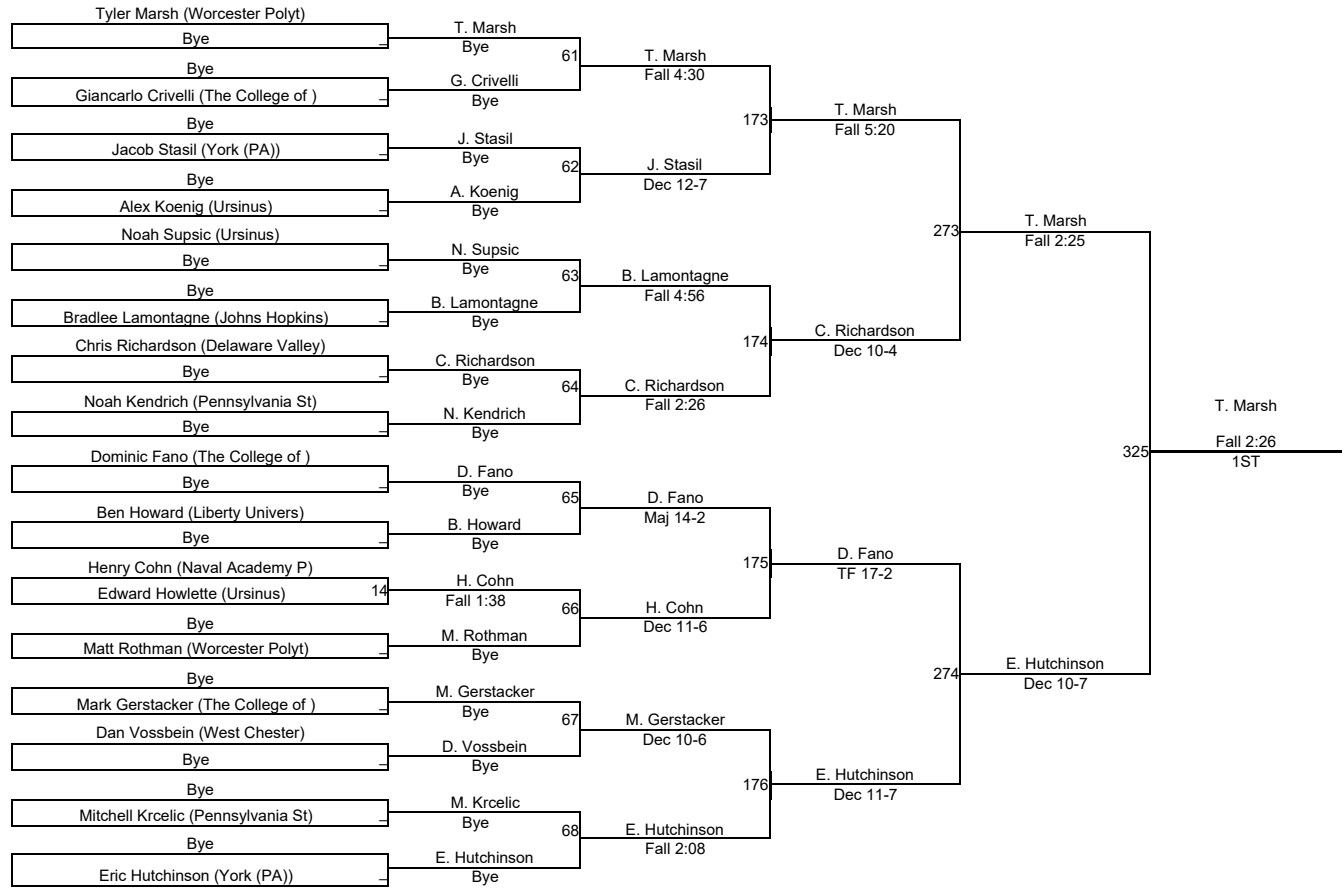 Tyler Marsh (Worcester Polyt)
Bye
Bye
Giancarlo Crivelli (The College of )
Bye
Jacob Stasil (York (PA))
Bye
Alex Koenig (Ursinus)
Noah Supsic (Ursinus)
Bye
Bye
Bradlee Lamontagne (Johns Hopkins)
Chris Richardson (Delaware Valley)
Bye
Noah Kendrich (Pennsylvania St)
Bye
Dominic Fano (The College of )
Bye
Ben Howard (Liberty Univers)
Bye
Henry Cohn (Naval Academy P)
Edward Howlette (Ursinus)
14
Bye
Matt Rothman (Worcester Polyt)
Bye
Mark Gerstacker (The College of )
Dan Vossbein (West Chester)
Bye
Bye
Mitchell Krcelic (Pennsylvania St)
Bye
Eric Hutchinson (York (PA))
T. Marsh
Bye
61
G. Crivelli
Bye
J. Stasil
Bye
62
A. Koenig
Bye
N. Supsic
Bye
63
B. Lamontagne
Bye
C. Richardson
Bye
64
N. Kendrich
Bye
D. Fano
Bye
65
B. Howard
Bye
H. Cohn
Fall 1:38
66
M. Rothman
Bye
M. Gerstacker
Bye
67
D. Vossbein
Bye
M. Krcelic
Bye
68
E. Hutchinson
Bye
T. Marsh
Fall 4:30
173
J. Stasil
Dec 12-7
B. Lamontagne
Fall 4:56
174
C. Richardson
Fall 2:26
D. Fano
Maj 14-2
175
H. Cohn
Dec 11-6
M. Gerstacker
Dec 10-6
176
E. Hutchinson
Fall 2:08
T. Marsh
Fall 5:20
273
C. Richardson
Dec 10-4
D. Fano
TF 17-2
274
E. Hutchinson
Dec 11-7
T. Marsh
Fall 2:25
325
E. Hutchinson
Dec 10-7
T. Marsh
Fall 2:26
1ST